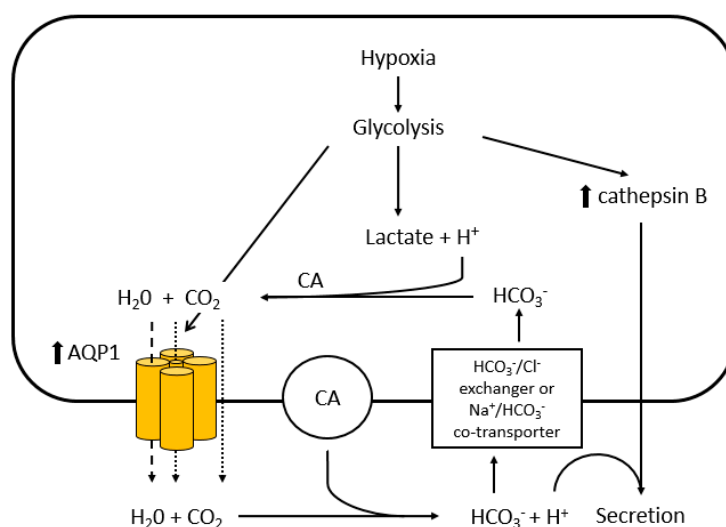 Hypoxia
Glycolysis
⬆ cathepsin B
Lactate + H⁺
CA
H₂0 + CO₂
HCO₃⁻
⬆ AQP1
CA
HCO₃⁻/Cl⁻
exchanger or
Na⁺/HCO₃⁻
co-transporter
H₂0 + CO₂
HCO₃⁻ + H⁺
Secretion